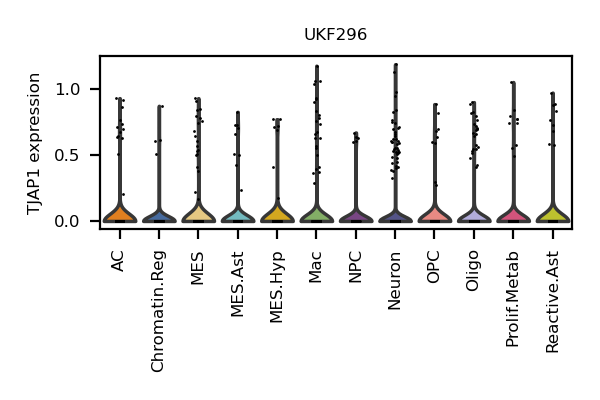 UKF296
TJAP1 expression
1.0
0.5
0.0
AC
Chromatin.Reg
MES
MES.Ast
MES.Hyp
Mac
NPC
Neuron
OPC
Oligo
Prolif.Metab
Reactive.Ast